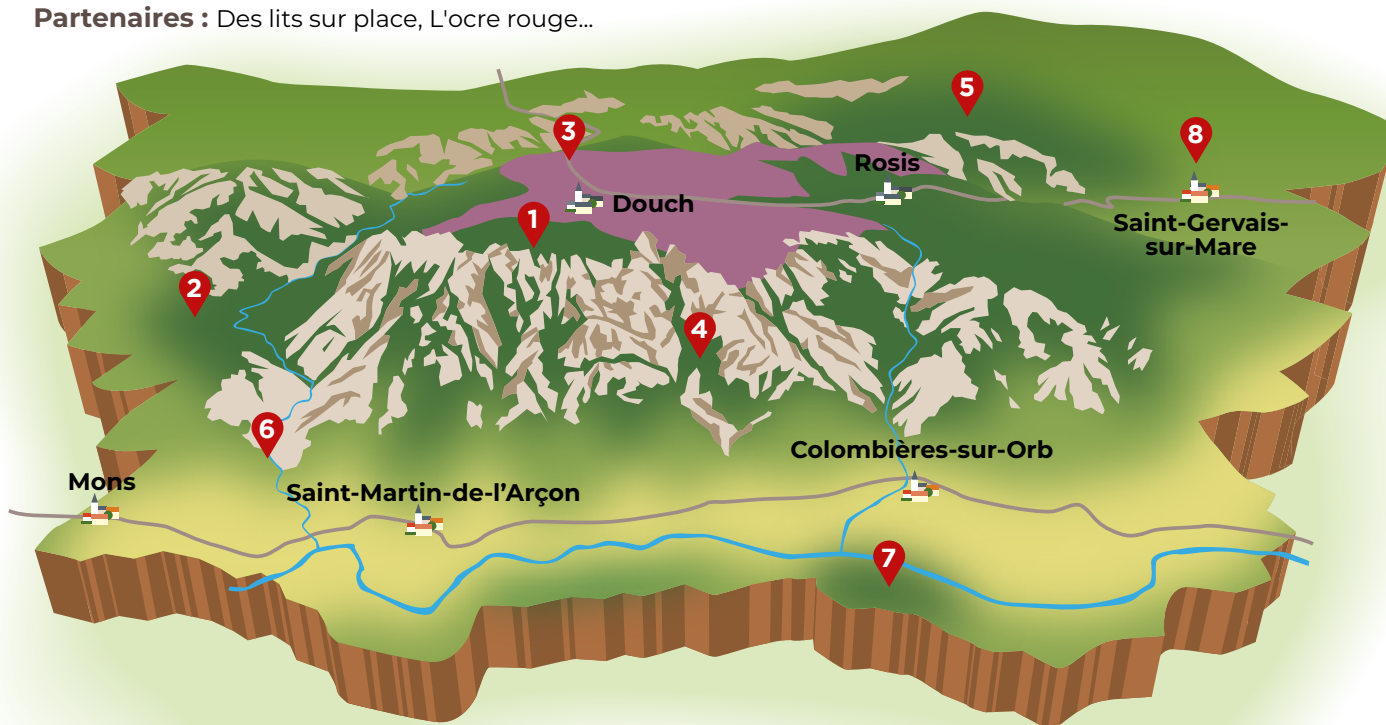 Partenaires : Des lits sur place, L'ocre rouge...
5
3
8
Rosis
Douch
1
Saint-Gervais-
sur-Mare
2
4
6
Colombières-sur-Orb
Mons
Saint-Martin-de-l’Arçon
7